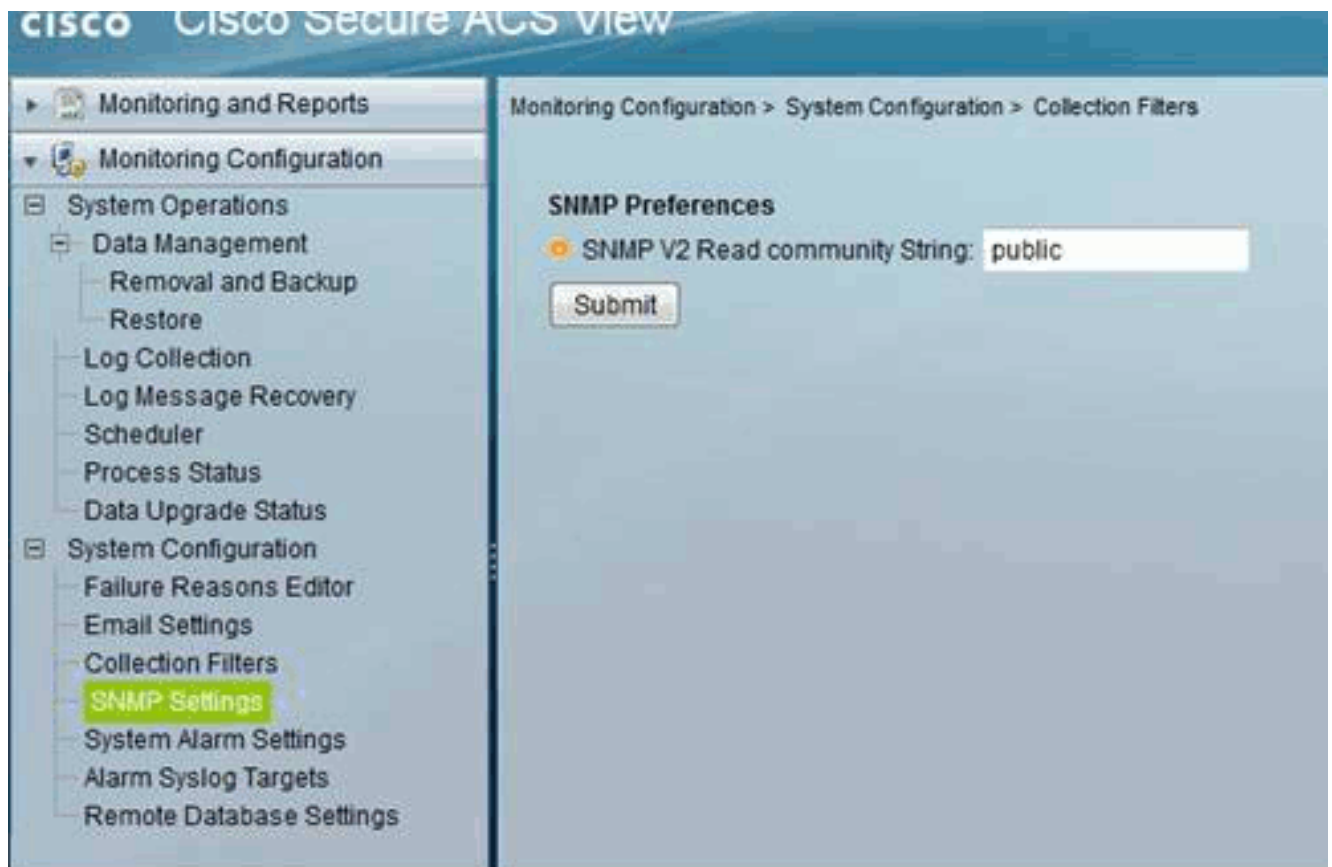 CISCO Cisco Secure ACS View
Monitoring and Reports
Monitoring Configuration
System Operations
Data Management
Removal and Backup
Restore
Log Collection
Log Message Recovery
Scheduler
Process Status
Data Upgrade Status
System Configuration
Failure Reasons Editor
Email Settings
Collection Filters
SNMP Settings
System Alarm Settings
Alarm Syslog Targets
Remote Database Settings
Monitoring Configuration > System Configuration > Collection Filters
SNMP Preferences
SNMP V2 Read community String: public
Submit